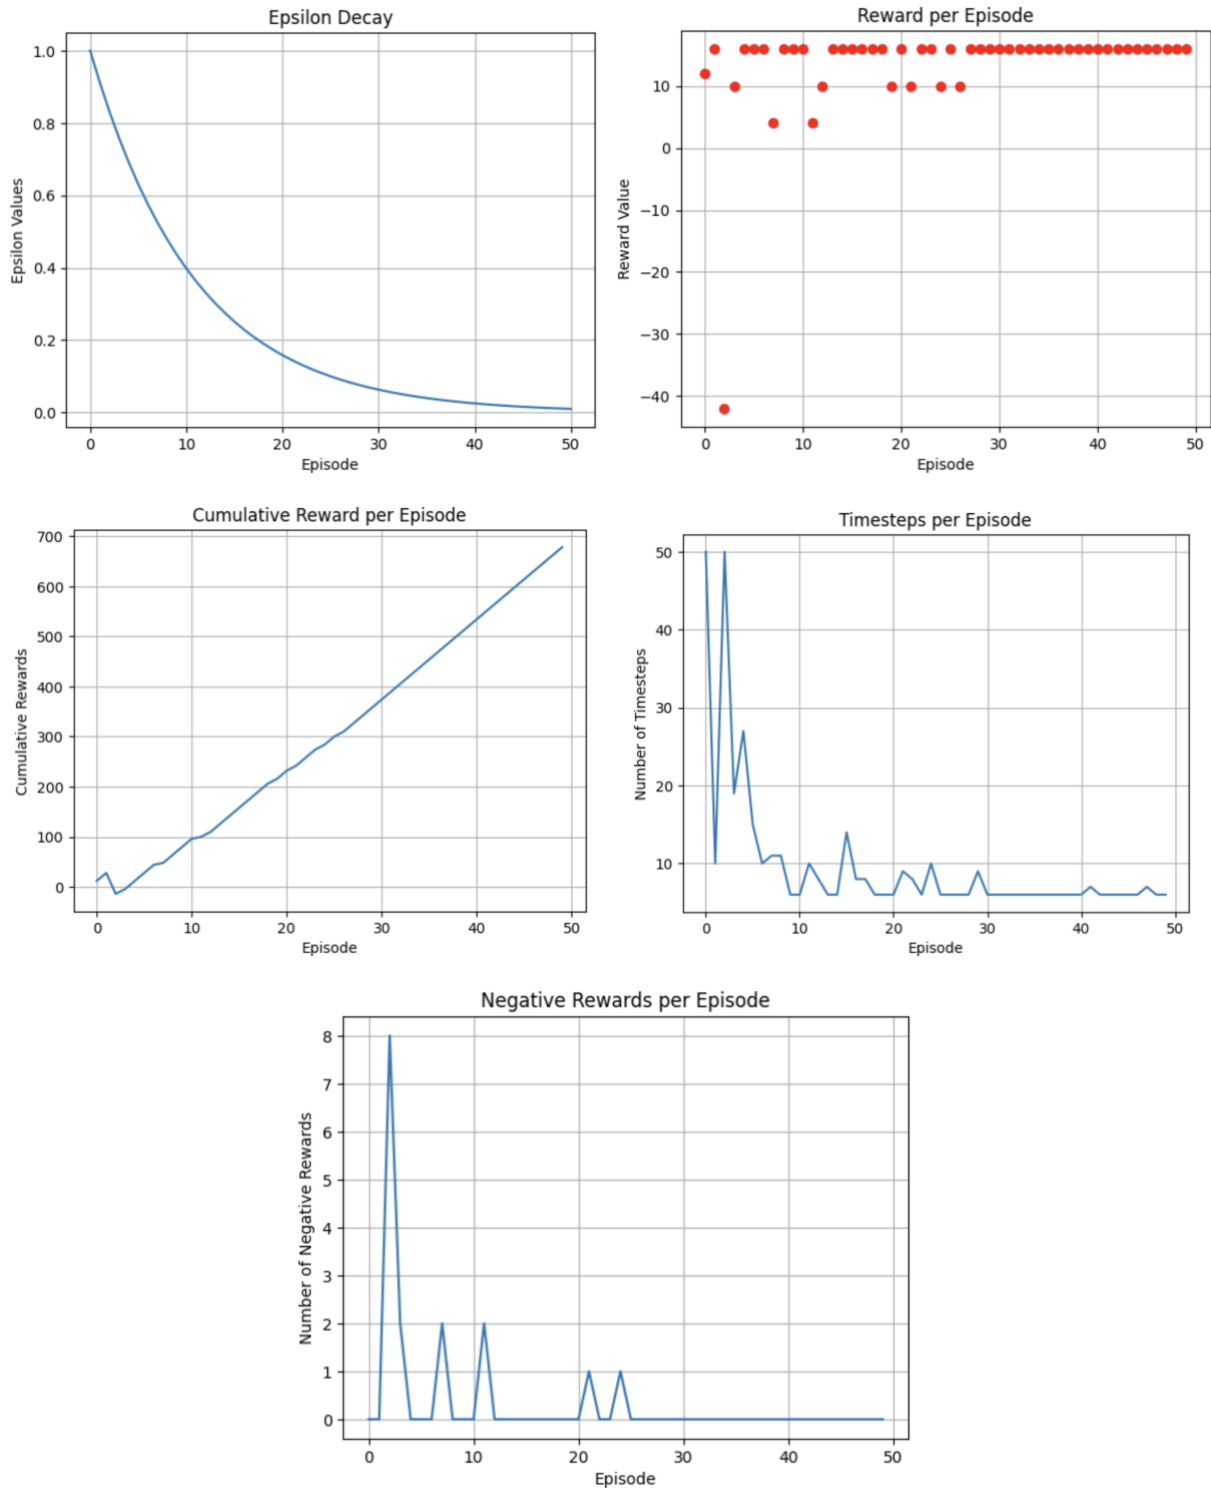 Epsilon Decay
1.0
0.8
0.6
0.4
0.2
0.0
Epsilon Values
0 10 20 30 40 50
Episode
Reward per Episode
10
0
−10
−20
−30
−40
Reward Value
0 10 20 30 40 50
Episode
Cumulative Reward per Episode
700
600
500
400
300
200
100
0
Cumulative Rewards
0 10 20 30 40 50
Episode
Timesteps per Episode
50
40
30
20
10
Number of Timesteps
0 10 20 30 40 50
Episode
Negative Rewards per Episode
8
7
6
5
4
3
2
1
0
Number of Negative Rewards
0 10 20 30 40 50
Episode